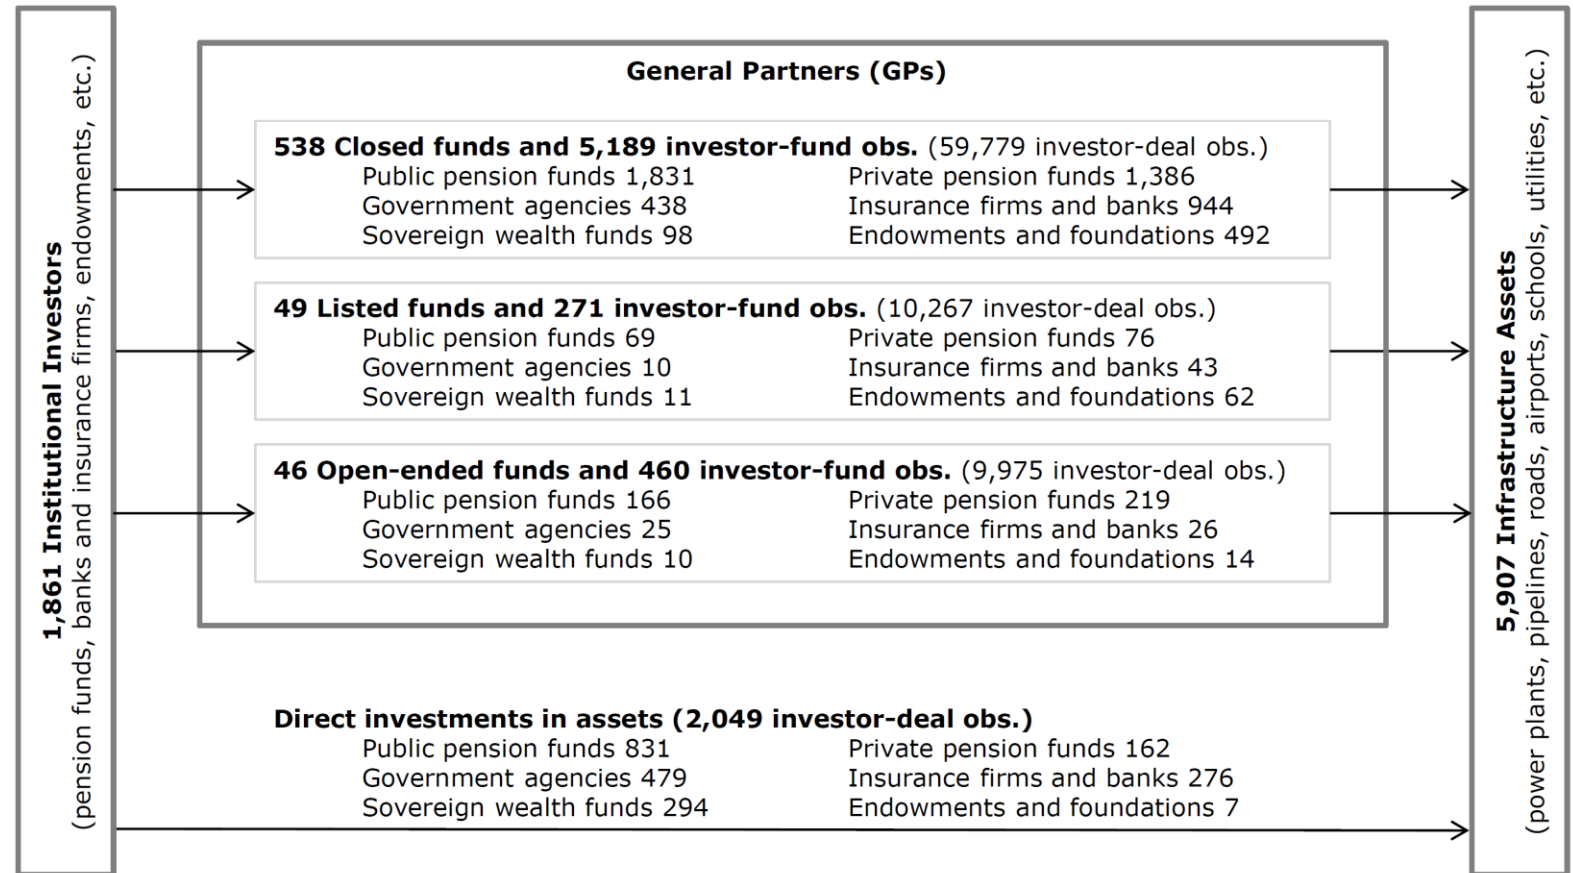 1,861 Institutional Investors
(pension funds, banks and insurance firms, endowments, etc.)
General Partners (GPs)
538 Closed funds and 5,189 investor-fund obs. (59,779 investor-deal obs.)
Public pension funds 1,831 Private pension funds 1,386
Government agencies 438 Insurance firms and banks 944
Sovereign wealth funds 98 Endowments and foundations 492
49 Listed funds and 271 investor-fund obs. (10,267 investor-deal obs.)
Public pension funds 69 Private pension funds 76
Government agencies 10 Insurance firms and banks 43
Sovereign wealth funds 11 Endowments and foundations 62
46 Open-ended funds and 460 investor-fund obs. (9,975 investor-deal obs.)
Public pension funds 166 Private pension funds 219
Government agencies 25 Insurance firms and banks 26
Sovereign wealth funds 10 Endowments and foundations 14
Direct investments in assets (2,049 investor-deal obs.)
Public pension funds 831 Private pension funds 162
Government agencies 479 Insurance firms and banks 276
Sovereign wealth funds 294 Endowments and foundations 7
5,907 Infrastructure Assets
(power plants, pipelines, roads, airports, schools, utilities, etc.)